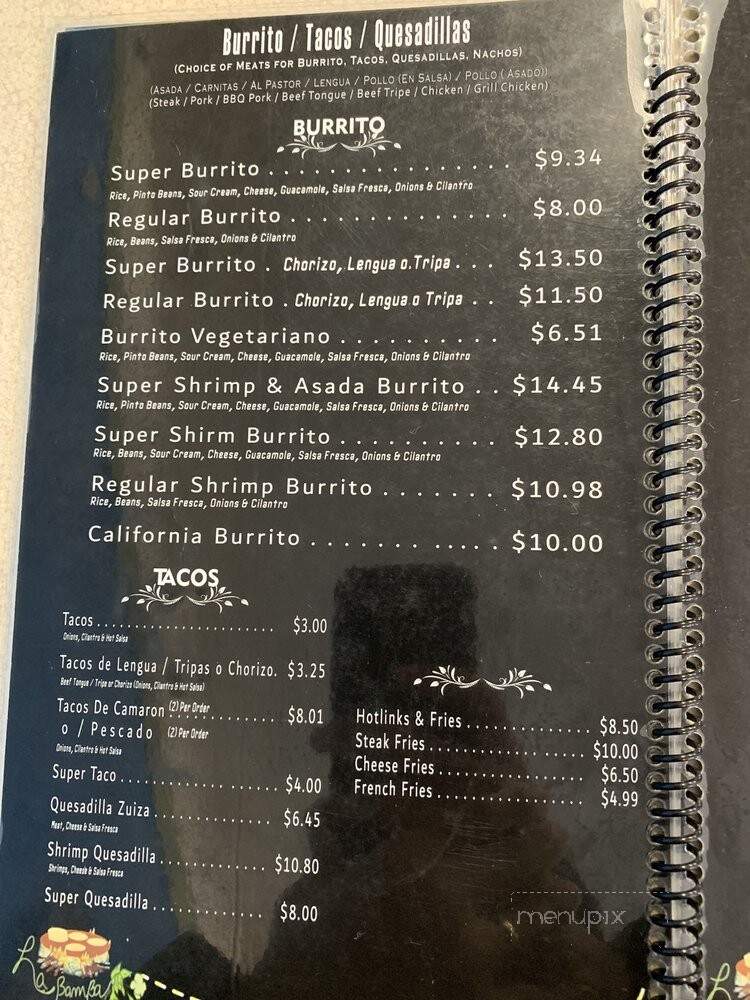 Burrito / Tacos / Quesadillas
(Choice of Meats for Burrito, Tacos, Quesadillas, Nachos)
(Asada / Carnitas / Al Pastor / Lengua / Pollo (En Salsa) / Pollo ( Asado))
(Steak / Pork / BBQ Pork / Beef Tongue / Beef Tripe / Chicken / Grill Chicken)
BURRITO
Super Burrito . . . . . . . . . . . . . . . . $9.34
Rice, Pinto Beans, Sour Cream, Cheese, Guacamole, Salsa Fresca, Onions & Cilantro
Regular Burrito . . . . . . . . . . . . . . . $8.00
Rice, Beans, Salsa Fresca, Onions & Cilantro
Super Burrito . Chorizo, Lengua o.Tripa . . . $13.50
Regular Burrito . Chorizo, Lengua o Tripa . . $11.50
Burrito Vegetariano . . . . . . . . . . . $6.51
Rice, Pinto Beans, Sour Cream, Cheese, Guacamole, Salsa Fresca, Onions & Cilantro
Super Shrimp & Asada Burrito . . $14.45
Rice, Pinto Beans, Sour Cream, Cheese, Guacamole, Salsa Fresca, Onions & Cilantro
Super Shirm Burrito . . . . . . . . . . $12.80
Rice, Beans, Sour Cream, Cheese, Guacamole, Salsa Fresca, Onions & Cilantro
Regular Shrimp Burrito . . . . . . . $10.98
Rice, Beans, Salsa Fresca, Onions & Cilantro
California Burrito . . . . . . . . . . . . $10.00
TACOS
Tacos . . . . . . . . . . . . . . . . . . . . . . . . $3.00
Onions, Cilantro & Hot Salsa
Tacos de Lengua / Tripas o Chorizo. $3.25
Beef Tongue / Tripe or Chorizo (Onions, Cilantro & Hot Salsa)
Tacos De Camaron (2) Per Order . . . . . . . . . . . $8.01
o / Pescado (2) Per Order
Onions, Cilantro & Hot Salsa
Super Taco . . . . . . . . . . . . . . . . . . . $4.00
Quesadilla Zuiza . . . . . . . . . . . . . . $6.45
Meat, Cheese & Salsa Fresca
Shrimp Quesadilla . . . . . . . . . . . . . $10.80
Shrimps, Cheese & Salsa Fresca
Super Quesadilla . . . . . . . . . . . . . $8.00
Hotlinks & Fries . . . . . . . . . . . . . . . $8.50
Steak Fries . . . . . . . . . . . . . . . . . . . $10.00
Cheese Fries . . . . . . . . . . . . . . . . . . $6.50
French Fries . . . . . . . . . . . . . . . . . . $4.99
menupix
La Bamba